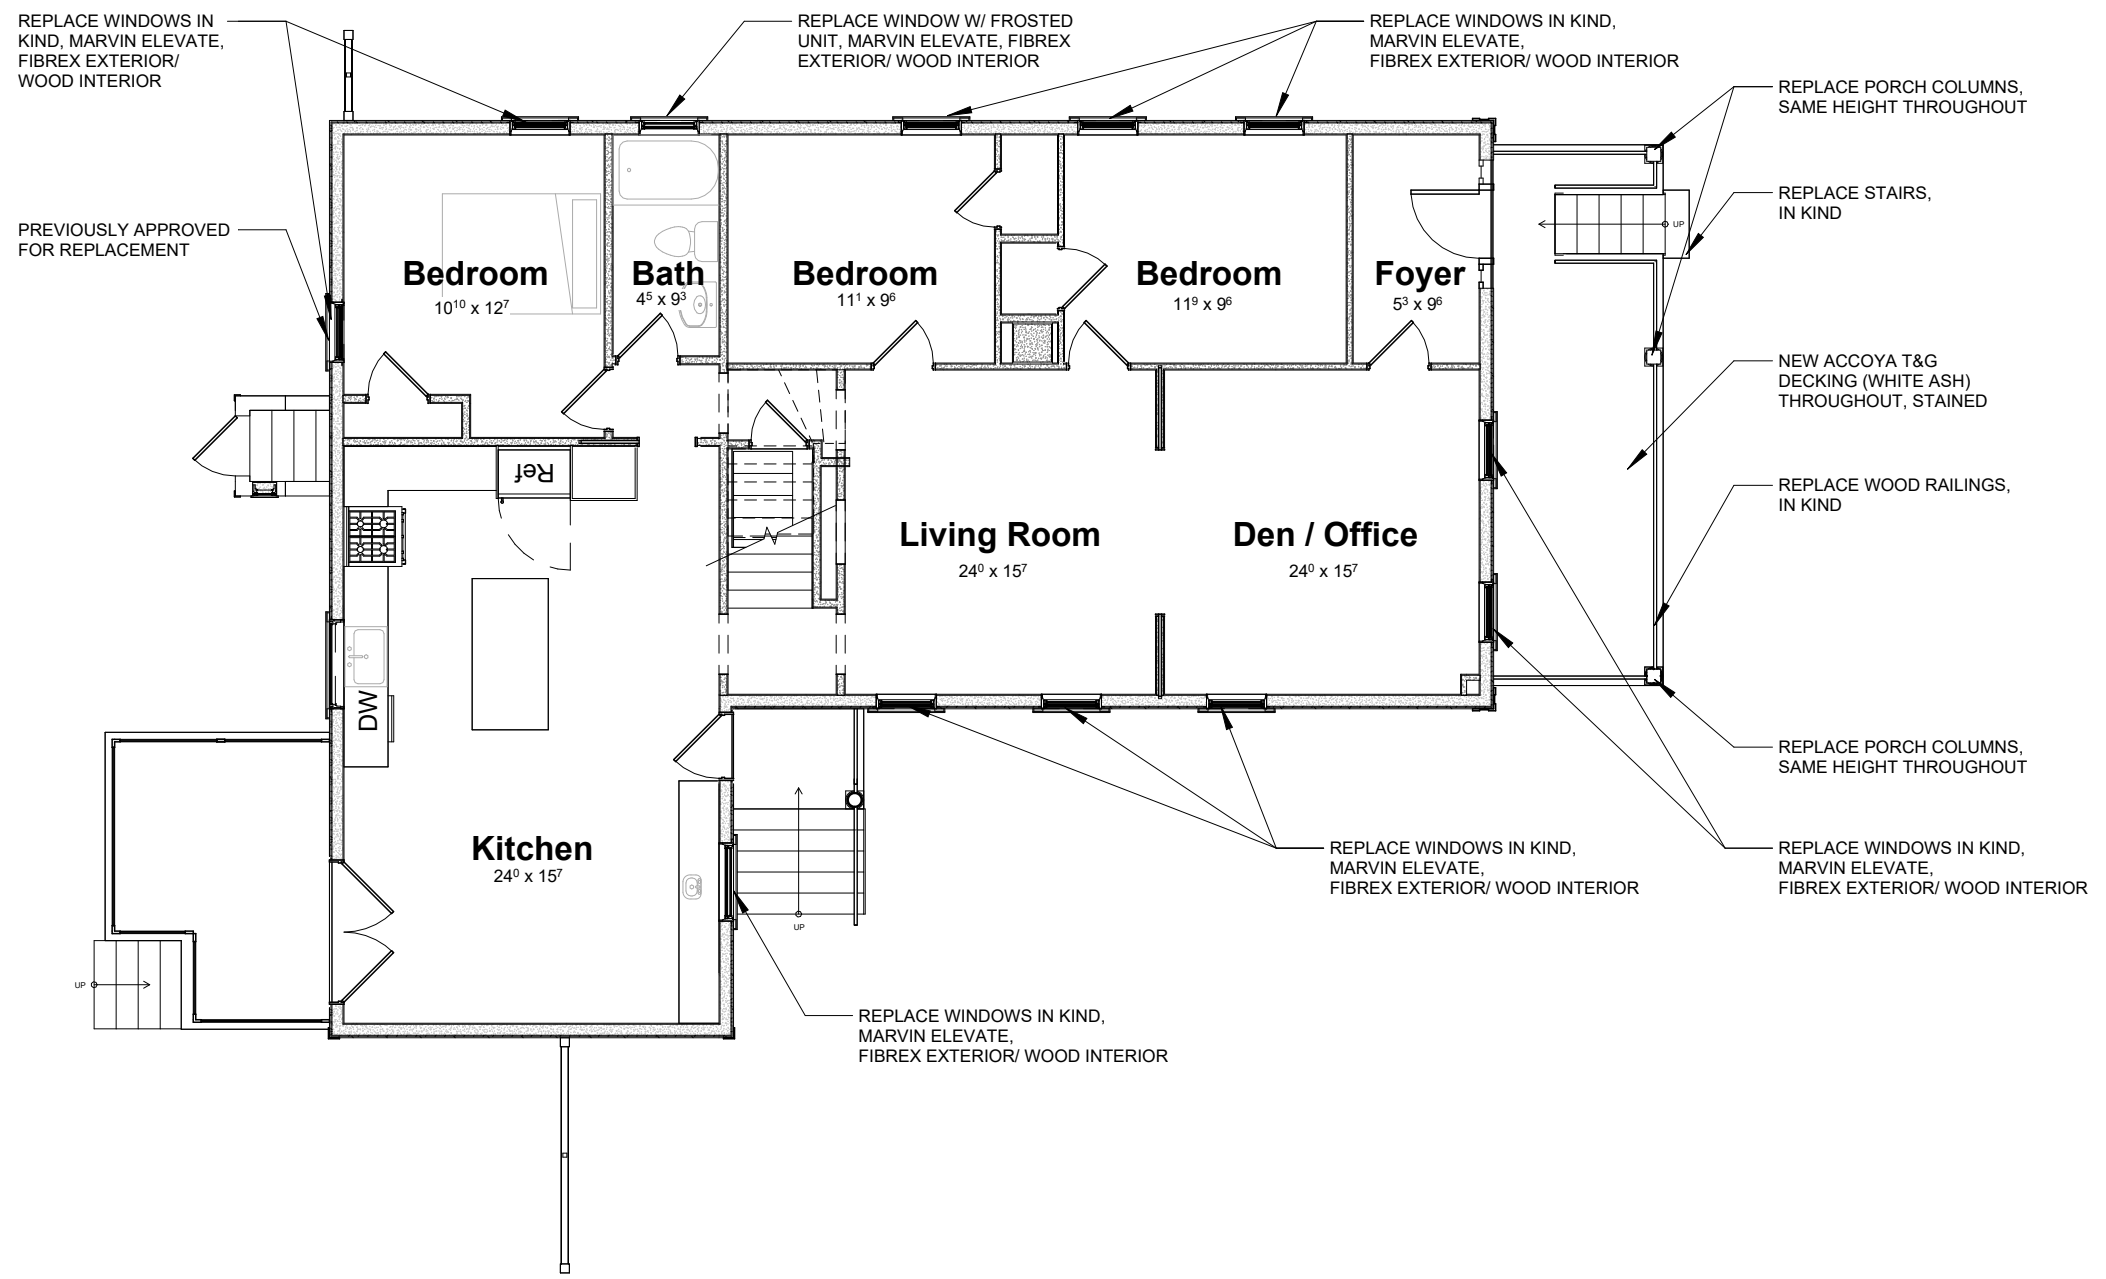 REPLACE WINDOWS IN
KIND, MARVIN ELEVATE,
FIBREX EXTERIOR/
WOOD INTERIOR
REPLACE WINDOW W/ FROSTED
UNIT, MARVIN ELEVATE, FIBREX
EXTERIOR/ WOOD INTERIOR
REPLACE WINDOWS IN KIND,
MARVIN ELEVATE,
FIBREX EXTERIOR/ WOOD INTERIOR
REPLACE PORCH COLUMNS,
SAME HEIGHT THROUGHOUT
REPLACE STAIRS,
IN KIND
UP
PREVIOUSLY APPROVED
FOR REPLACEMENT
Bedroom
10¹⁰ x 12⁷
Bath
4⁵ x 9³
Bedroom
11¹ x 9⁶
Bedroom
11⁹ x 9⁶
Foyer
5³ x 9⁶
NEW ACCOYA T&G
DECKING (WHITE ASH)
THROUGHOUT, STAINED
Ref
REPLACE WOOD RAILINGS,
IN KIND
Living Room
24⁰ x 15⁷
Den / Office
24⁰ x 15⁷
DW
REPLACE PORCH COLUMNS,
SAME HEIGHT THROUGHOUT
Kitchen
24⁰ x 15⁷
UP
REPLACE WINDOWS IN KIND,
MARVIN ELEVATE,
FIBREX EXTERIOR/ WOOD INTERIOR
REPLACE WINDOWS IN KIND,
MARVIN ELEVATE,
FIBREX EXTERIOR/ WOOD INTERIOR
UP
REPLACE WINDOWS IN KIND,
MARVIN ELEVATE,
FIBREX EXTERIOR/ WOOD INTERIOR